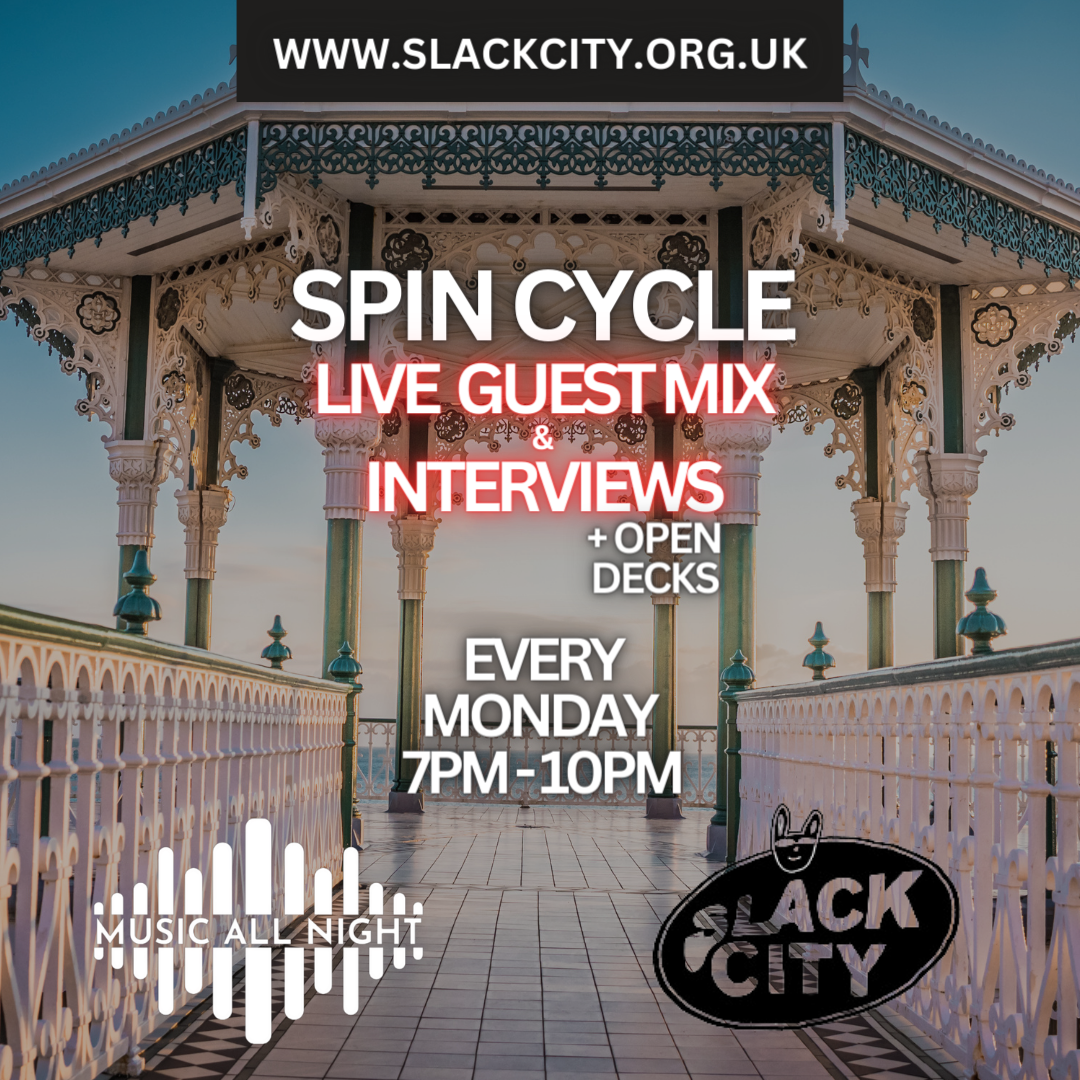 WWW.SLACKCITY.ORG.UK
SPIN CYCLE
LIVE GUEST MIX
&
INTERVIEWS
+ OPEN
DECKS
EVERY
MONDAY
7PM - 10PM
MUSIC ALL NIGHT
SLACK
CITY